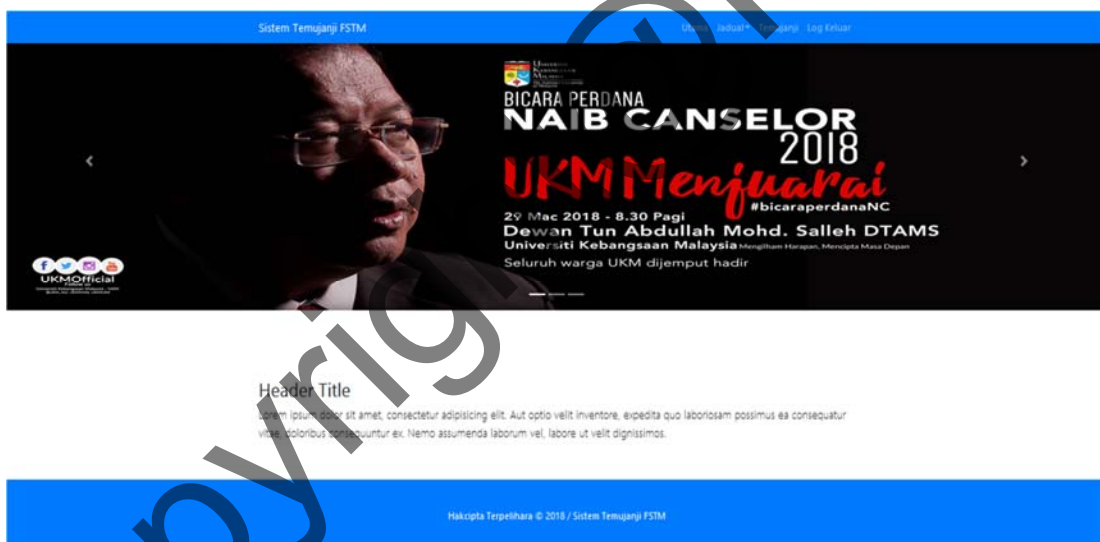 Sistem Temujanji FSTM
Utama Jadual Temujanji Log Keluar
BICARA PERDANA
NAIB CANSELOR
2018
UKM Menjuarai
#bicaraperdanaNC
29 Mac 2018 - 8.30 Pagi
Dewan Tun Abdullah Mohd. Salleh DTAMS
Universiti Kebangsaan Malaysia Mengilham Harapan, Mencipta Masa Depan
Seluruh warga UKM dijemput hadir
UKMOfficial
Follow us
Header Title
Lorem ipsum dolor sit amet, consectetur adipisicing elit. Aut optio velit inventore, expedita quo laboriosam possimus ea consequatur
vitae, doloribus consequuntur ex. Nemo assumenda laborum vel, labore ut velit dignissimos.
Hakcipta Terpelihara © 2018 / Sistem Temujanji FSTM